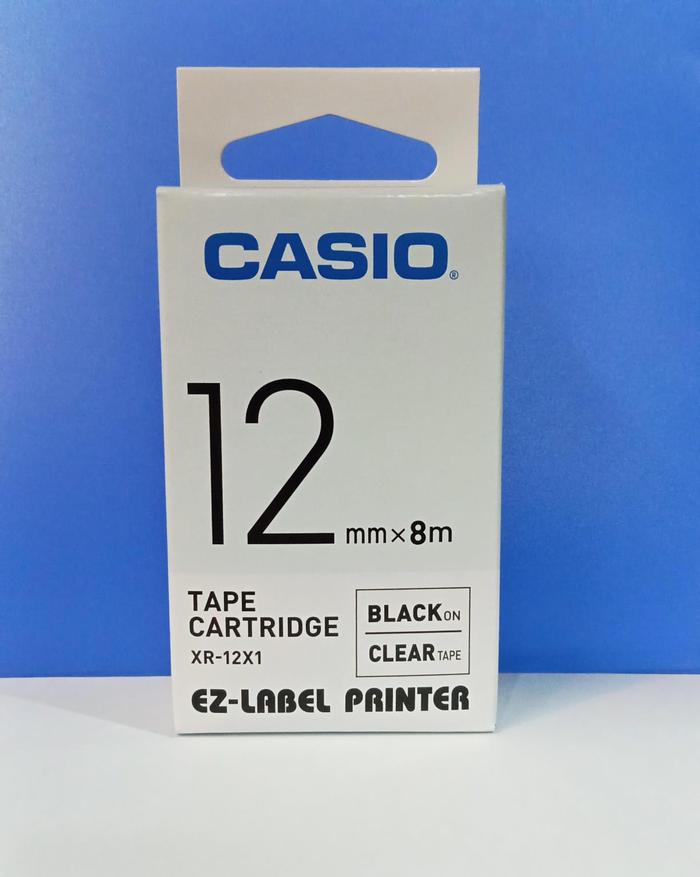 CASIO®
12 mm×8m
TAPE
CARTRIDGE
XR-12X1
BLACK ON
CLEAR TAPE
EZ-LABEL PRINTER